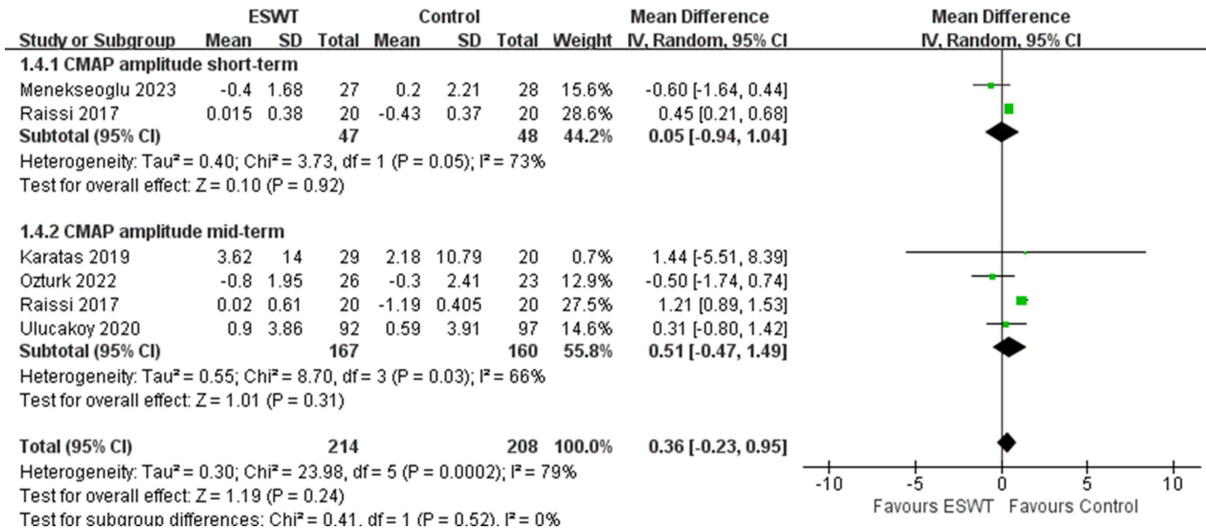 ESWT Control Mean Difference Mean Difference
Study or Subgroup Mean SD Total Mean SD Total Weight IV, Random, 95% CI IV, Random, 95% CI
1.4.1 CMAP amplitude short-term
Menekseoglu 2023 -0.4 1.68 27 0.2 2.21 28 15.6% -0.60 [-1.64, 0.44]
Raissi 2017 0.015 0.38 20 -0.43 0.37 20 28.6% 0.45 [0.21, 0.68]
Subtotal (95% CI) 47 48 44.2% 0.05 [-0.94, 1.04]
Heterogeneity: Tau² = 0.40; Chi² = 3.73, df = 1 (P = 0.05); I² = 73%
Test for overall effect: Z = 0.10 (P = 0.92)
1.4.2 CMAP amplitude mid-term
Karatas 2019 3.62 14 29 2.18 10.79 20 0.7% 1.44 [-5.51, 8.39]
Ozturk 2022 -0.8 1.95 26 -0.3 2.41 23 12.9% -0.50 [-1.74, 0.74]
Raissi 2017 0.02 0.61 20 -1.19 0.405 20 27.5% 1.21 [0.89, 1.53]
Ulucakoy 2020 0.9 3.86 92 0.59 3.91 97 14.6% 0.31 [-0.80, 1.42]
Subtotal (95% CI) 167 160 55.8% 0.51 [-0.47, 1.49]
Heterogeneity: Tau² = 0.55; Chi² = 8.70, df = 3 (P = 0.03); I² = 66%
Test for overall effect: Z = 1.01 (P = 0.31)
Total (95% CI) 214 208 100.0% 0.36 [-0.23, 0.95]
Heterogeneity: Tau² = 0.30; Chi² = 23.98, df = 5 (P = 0.0002); I² = 79%
Test for overall effect: Z = 1.19 (P = 0.24)
Test for subgroup differences: Chi² = 0.41, df = 1 (P = 0.52), I² = 0%
-10 -5 0 5 10
Favours ESWT Favours Control